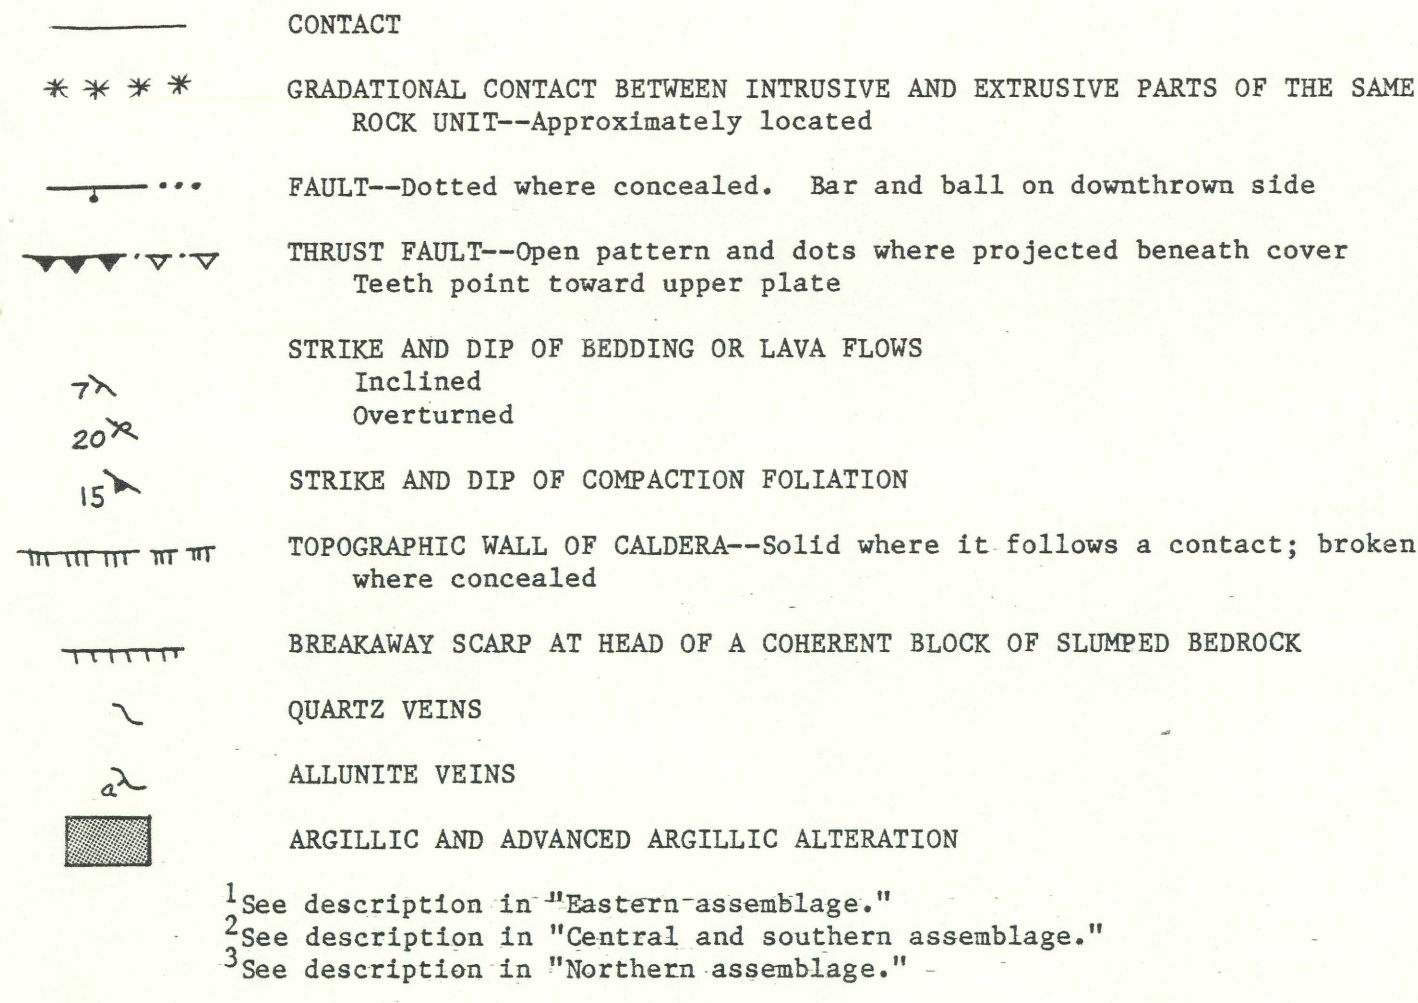 CONTACT
GRADATIONAL CONTACT BETWEEN INTRUSIVE AND EXTRUSIVE PARTS OF THE SAME
ROCK UNIT--Approximately located
FAULT--Dotted where concealed. Bar and ball on downthrown side
THRUST FAULT--Open pattern and dots where projected beneath cover
Teeth point toward upper plate
STRIKE AND DIP OF BEDDING OR LAVA FLOWS
7 Inclined
20 Overturned
15 STRIKE AND DIP OF COMPACTION FOLIATION
TOPOGRAPHIC WALL OF CALDERA--Solid where it follows a contact; broken
where concealed
BREAKAWAY SCARP AT HEAD OF A COHERENT BLOCK OF SLUMPED BEDROCK
QUARTZ VEINS
a ALLUNITE VEINS
ARGILLIC AND ADVANCED ARGILLIC ALTERATION
1See description in "Eastern assemblage."
2See description in "Central and southern assemblage."
3See description in "Northern assemblage."